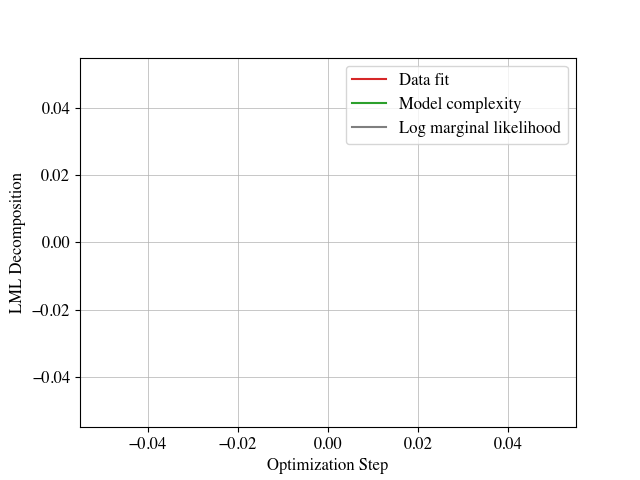 Data fit
Model complexity
Log marginal likelihood
0.04
0.02
0.00
−0.02
−0.04
LML Decomposition
−0.04 −0.02 0.00 0.02 0.04
Optimization Step